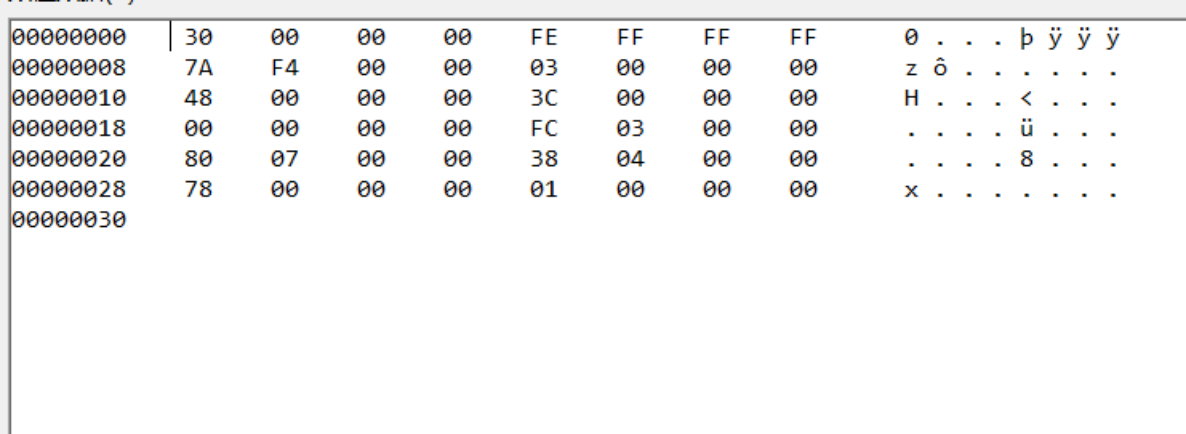 00000000 30 00 00 00 FE FF FF FF 0 . . . þ ÿ ÿ ÿ
00000008 7A F4 00 00 03 00 00 00 z ô . . . . . .
00000010 48 00 00 00 3C 00 00 00 H . . . < . . .
00000018 00 00 00 00 FC 03 00 00 . . . . ü . . .
00000020 80 07 00 00 38 04 00 00 . . . . 8 . . .
00000028 78 00 00 00 01 00 00 00 x . . . . . . .
00000030